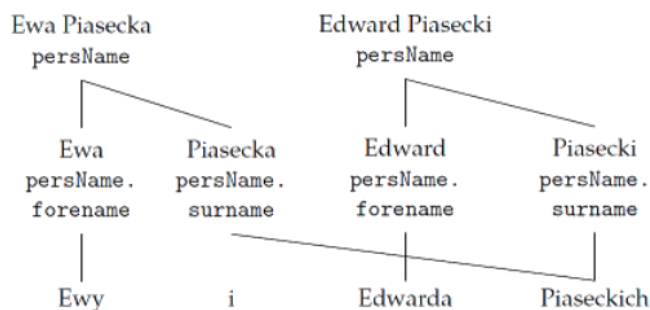 Ewa Piasecka Edward Piasecki
persName persName
Ewa Piasecka Edward Piasecki
persName. persName. persName. persName.
forename surname forename surname
Ewy i Edwarda Piaseckich